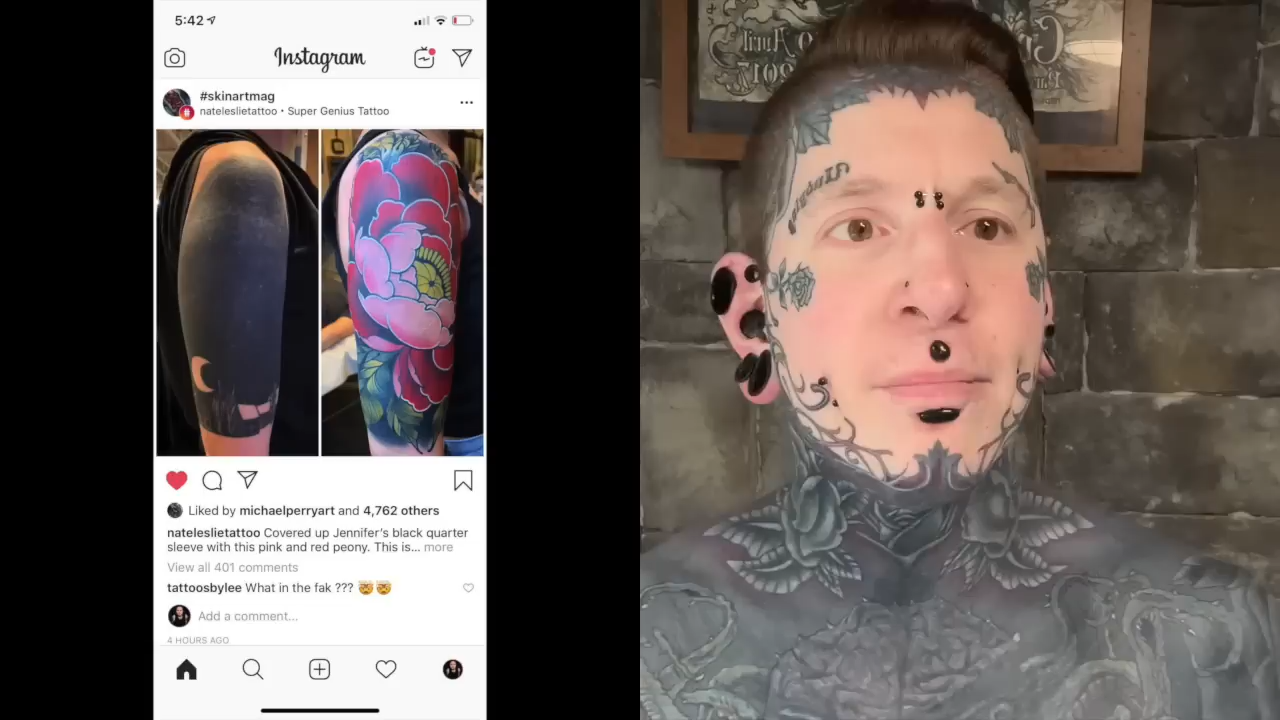 5:42
Instagram
#skinartmag
nateleslietattoo • Super Genius Tattoo
Liked by michaelperryart and 4,762 others
nateleslietattoo Covered up Jennifer's black quarter
sleeve with this pink and red peony. This is... more
View all 401 comments
tattoosbylee What in the fak ??? 🤯🤯
Add a comment...
4 HOURS AGO